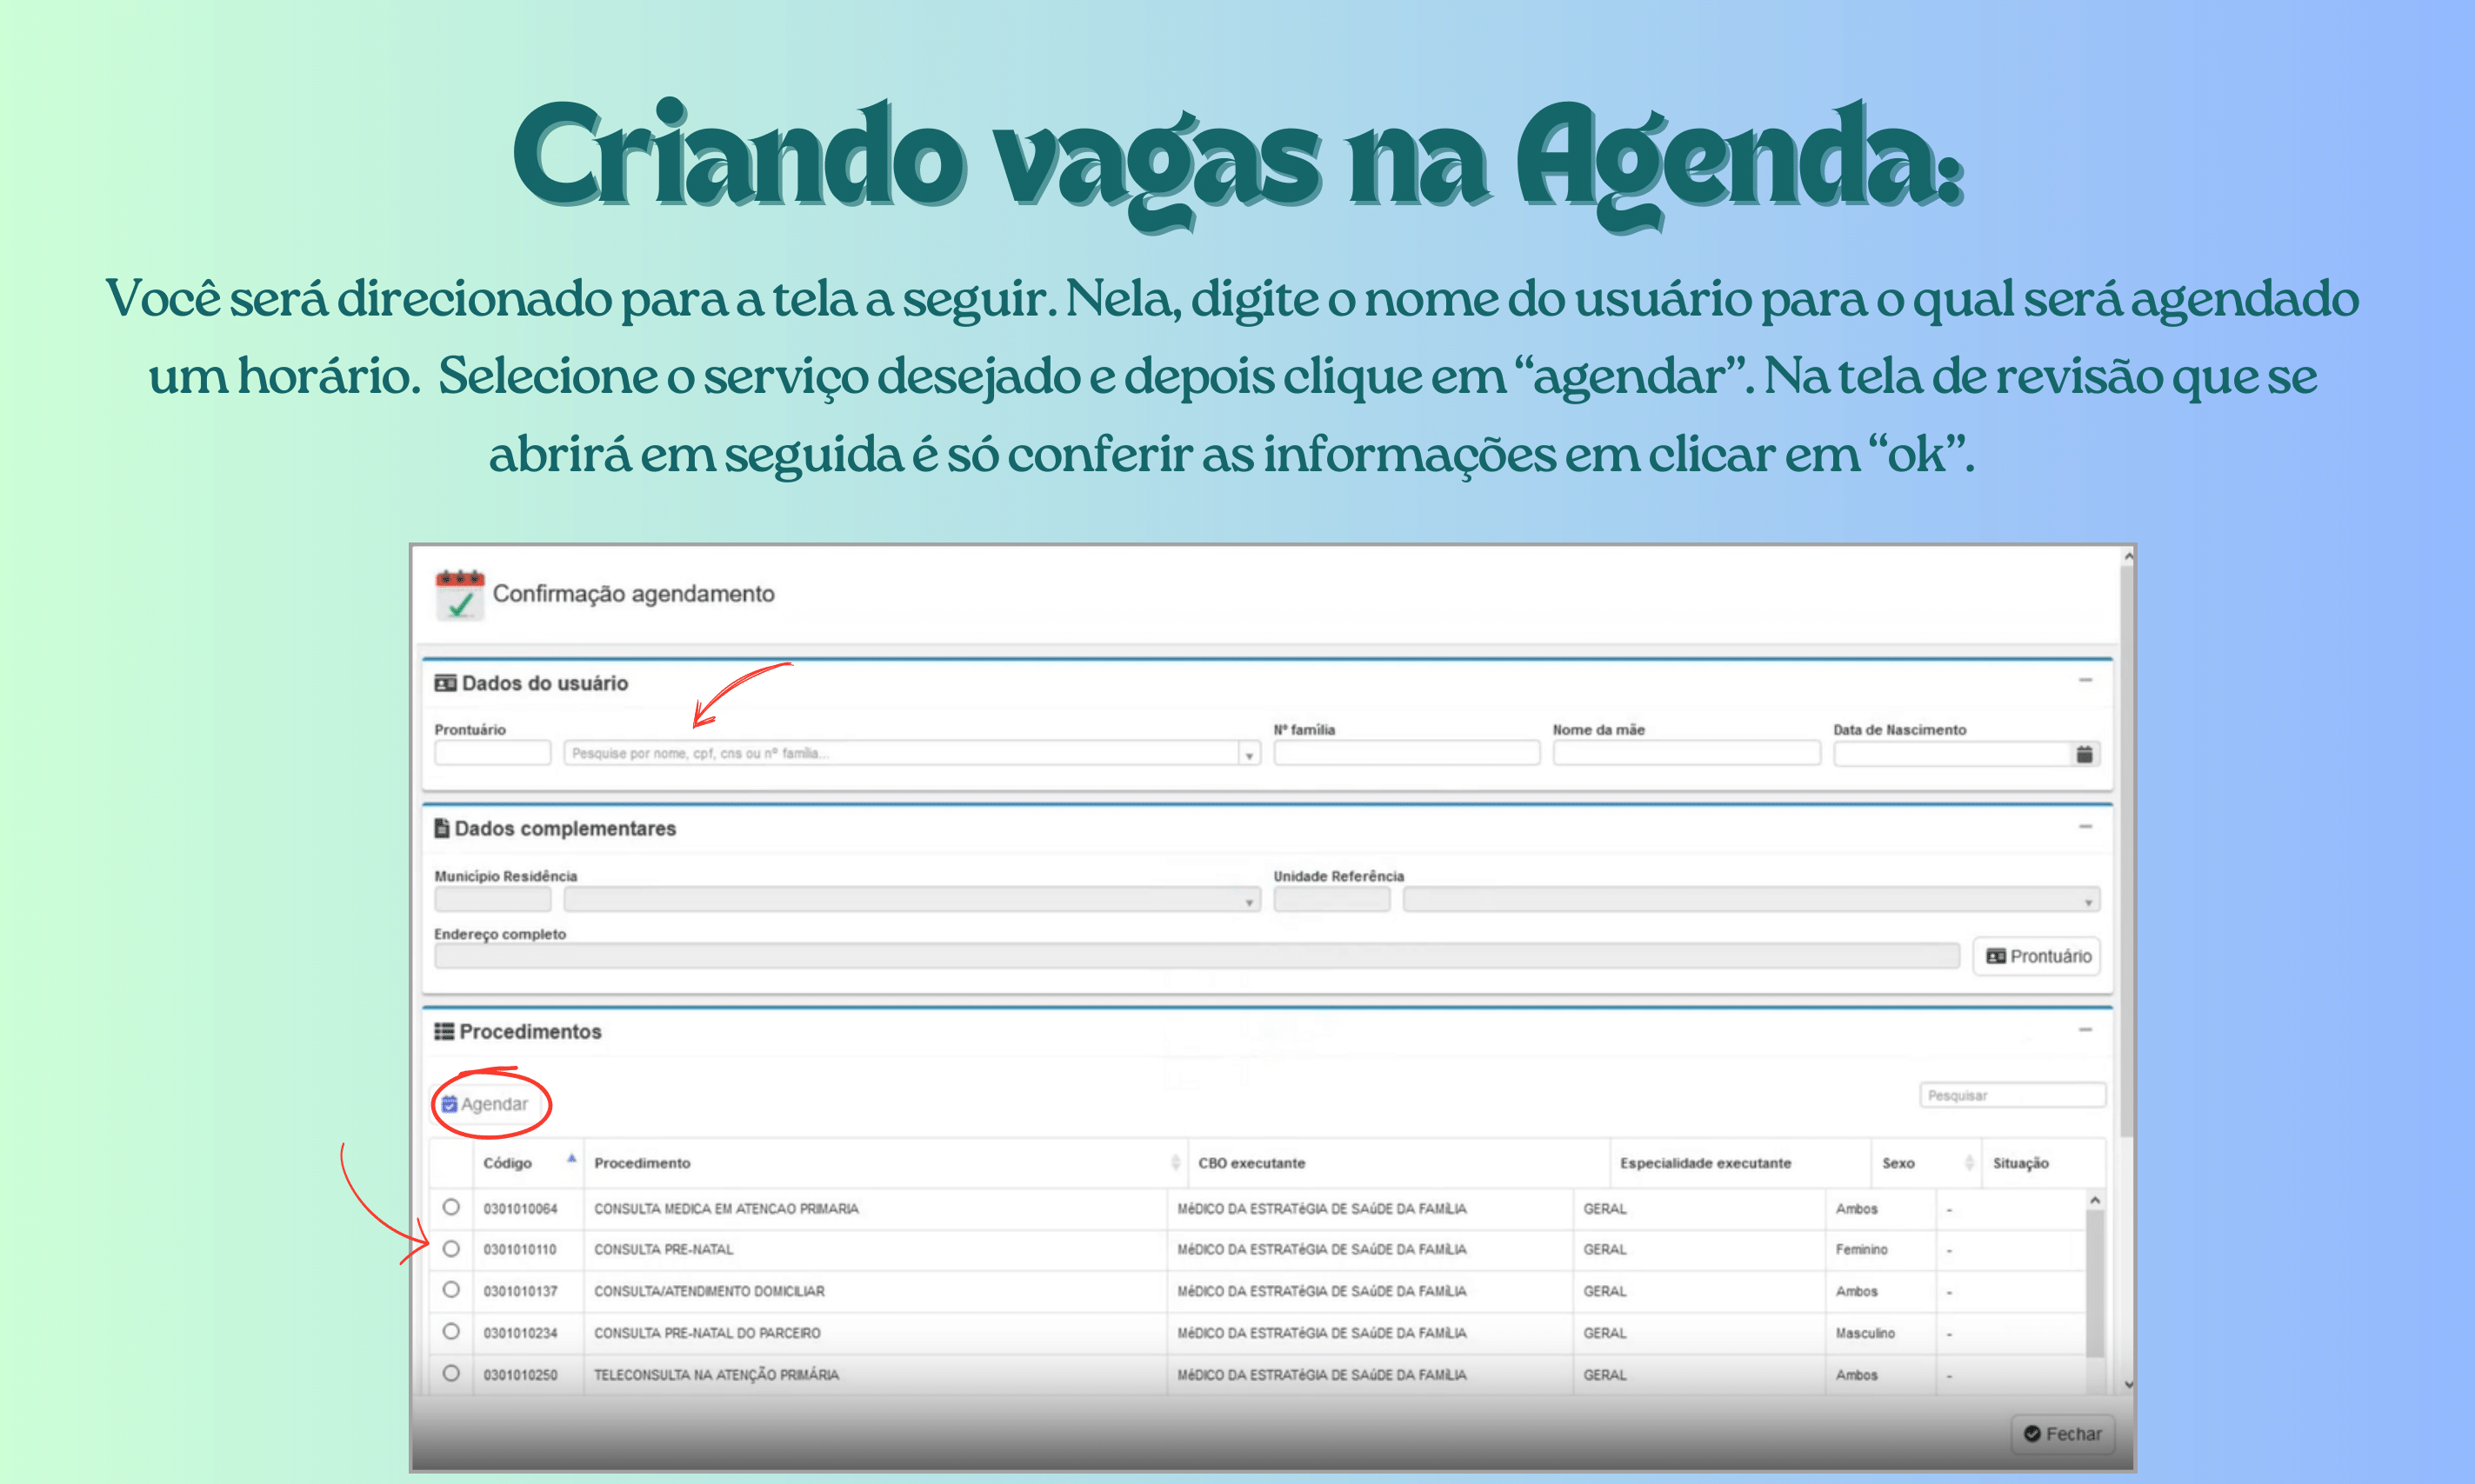 Criando vagas na Agenda:
Você será direcionado para a tela a seguir. Nela, digite o nome do usuário para o qual será agendado
um horário. Selecione o serviço desejado e depois clique em “agendar”. Na tela de revisão que se
abrirá em seguida é só conferir as informações em clicar em “ok”.
Confirmação agendamento
Dados do usuário
Prontuário Nº família Nome da mãe Data de Nascimento
Pesquise por nome, cpf, cns ou nº família...
Dados complementares
Município Residência Unidade Referência
Endereço completo
Prontuário
Procedimentos
Agendar Pesquisar
Código Procedimento CBO executante Especialidade executante Sexo Situação
0301010064 CONSULTA MEDICA EM ATENCAO PRIMARIA MéDICO DA ESTRATéGIA DE SAúDE DA FAMíLIA GERAL Ambos -
0301010110 CONSULTA PRE-NATAL MéDICO DA ESTRATéGIA DE SAúDE DA FAMíLIA GERAL Feminino -
0301010137 CONSULTA/ATENDIMENTO DOMICILIAR MéDICO DA ESTRATéGIA DE SAúDE DA FAMíLIA GERAL Ambos -
0301010234 CONSULTA PRE-NATAL DO PARCEIRO MéDICO DA ESTRATéGIA DE SAúDE DA FAMíLIA GERAL Masculino -
0301010250 TELECONSULTA NA ATENÇÃO PRIMÁRIA MéDICO DA ESTRATéGIA DE SAúDE DA FAMíLIA GERAL Ambos -
Fechar